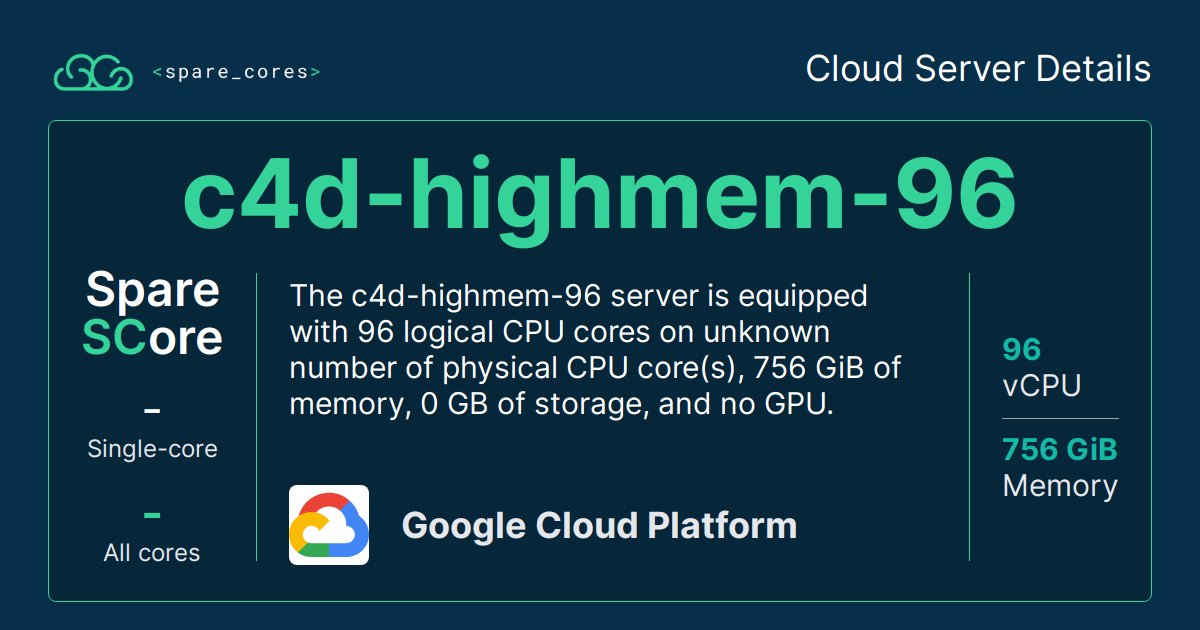 <spare_cores>
Cloud Server Details
c4d-highmem-96
Spare
SCore
–
Single-core
–
All cores
The c4d-highmem-96 server is equipped
with 96 logical CPU cores on unknown
number of physical CPU core(s), 756 GiB of
memory, 0 GB of storage, and no GPU.
Google Cloud Platform
96
vCPU
756 GiB
Memory